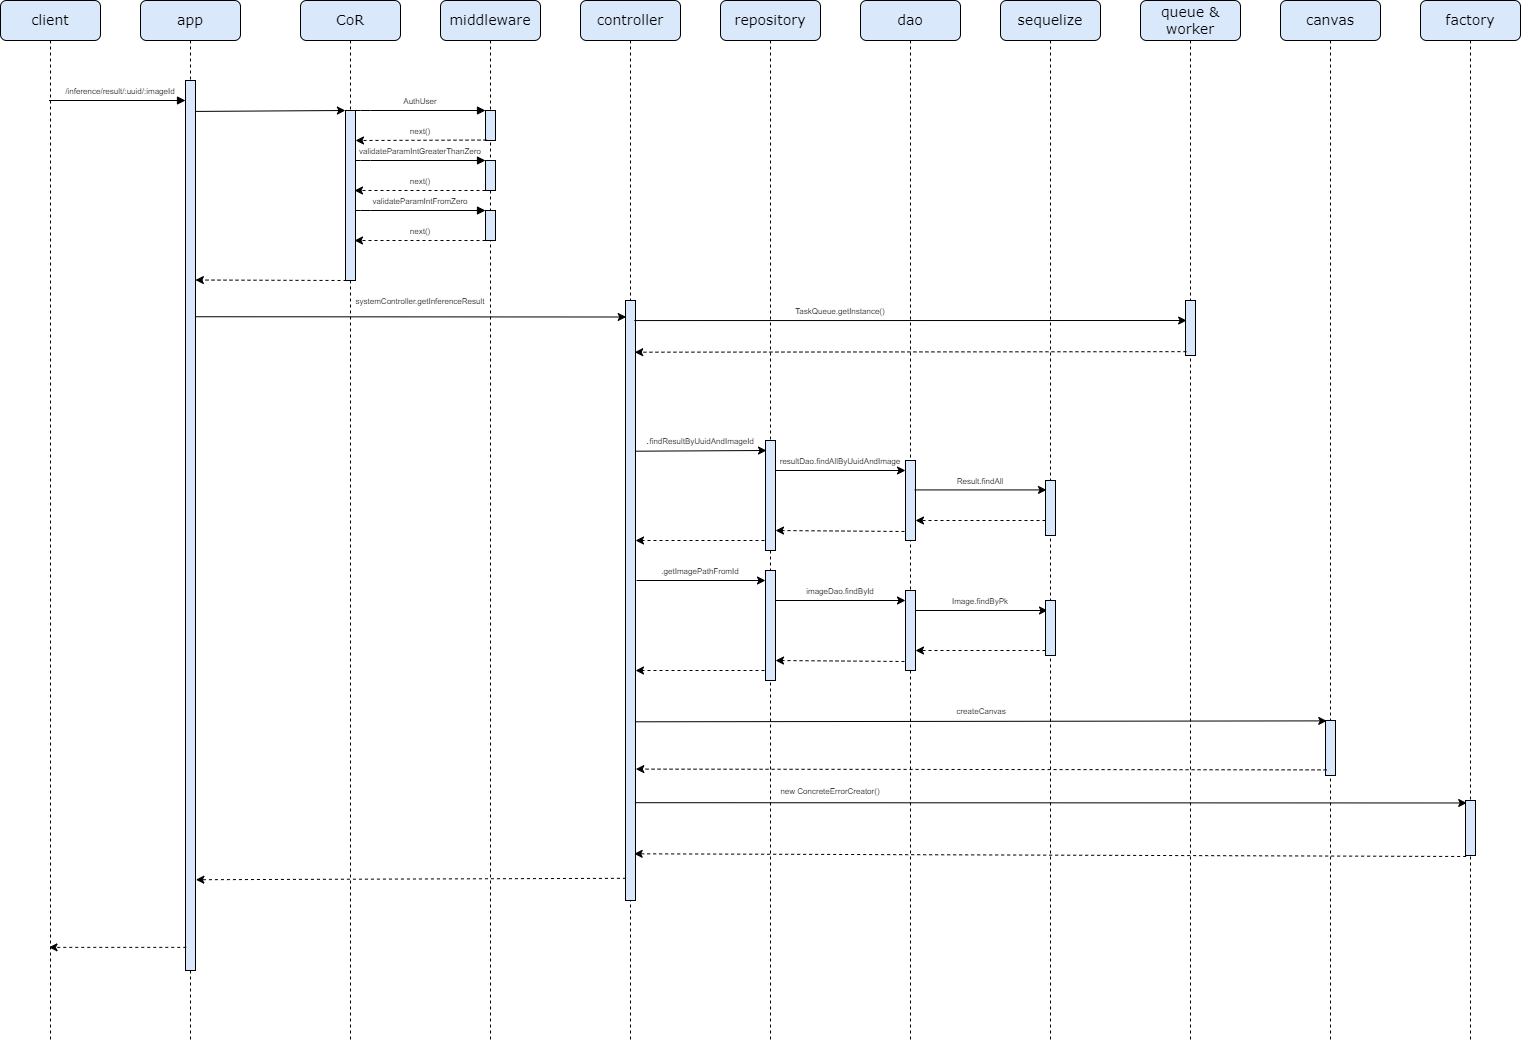 client
app
CoR
middleware
controller
repository
dao
sequelize
queue &
worker
canvas
factory
/inference/result/:uuid/:imageId
AuthUser
next()
validateParamIntGreaterThanZero
next()
validateParamIntFromZero
next()
systemController.getInferenceResult
TaskQueue.getInstance()
.findResultByUuidAndImageId
resultDao.findAllByUuidAndImage
Result.findAll
.getImagePathFromId
imageDao.findById
Image.findByPk
createCanvas
new ConcreteErrorCreator()